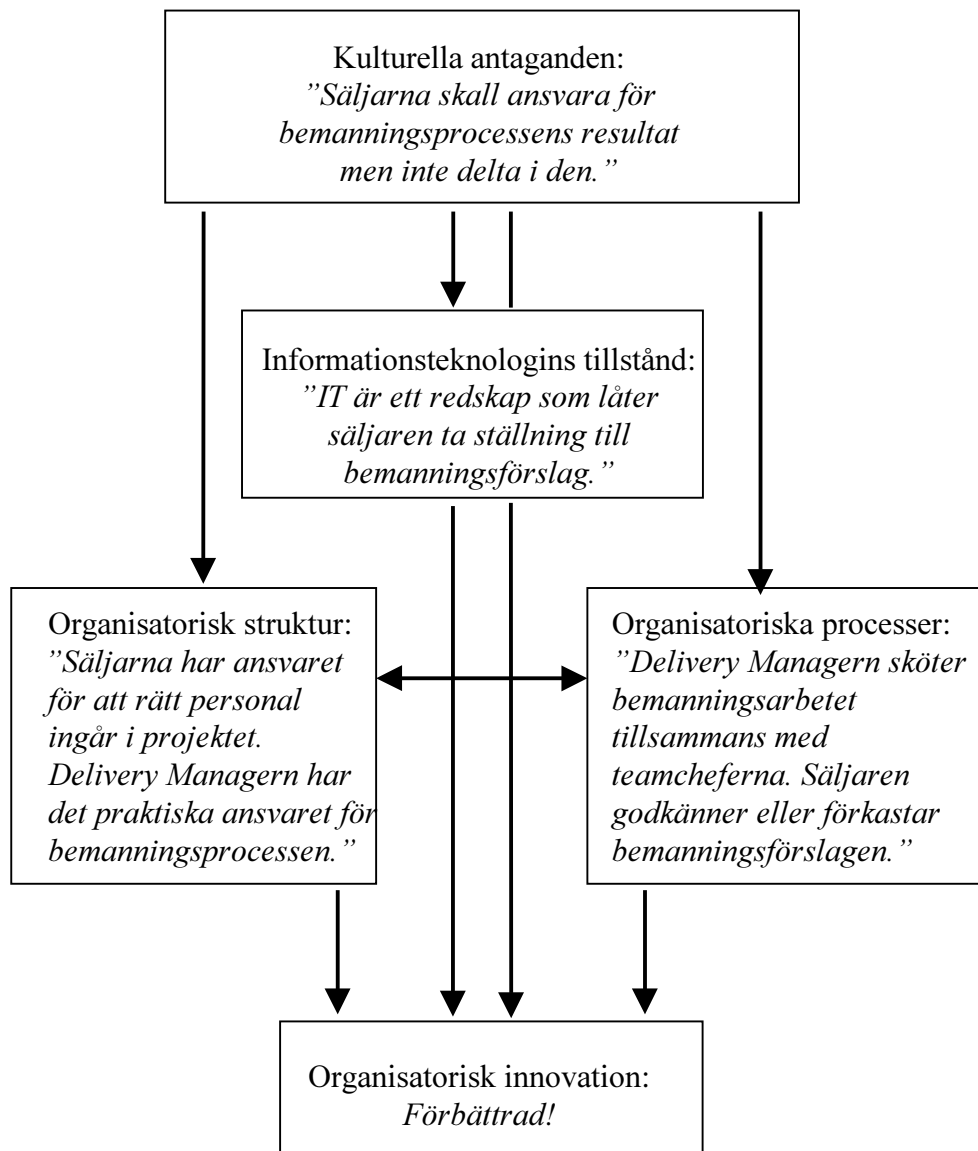 Kulturella antaganden:
”Säljarna skall ansvara för
bemanningsprocessens resultat
men inte delta i den.”
Informationsteknologins tillstånd:
”IT är ett redskap som låter
säljaren ta ställning till
bemanningsförslag.”
Organisatorisk struktur:
”Säljarna har ansvaret
för att rätt personal
ingår i projektet.
Delivery Managern har
det praktiska ansvaret för
bemanningsprocessen.”
Organisatoriska processer:
”Delivery Managern sköter
bemanningsarbetet
tillsammans med
teamcheferna. Säljaren
godkänner eller förkastar
bemanningsförslagen.”
Organisatorisk innovation:
Förbättrad!